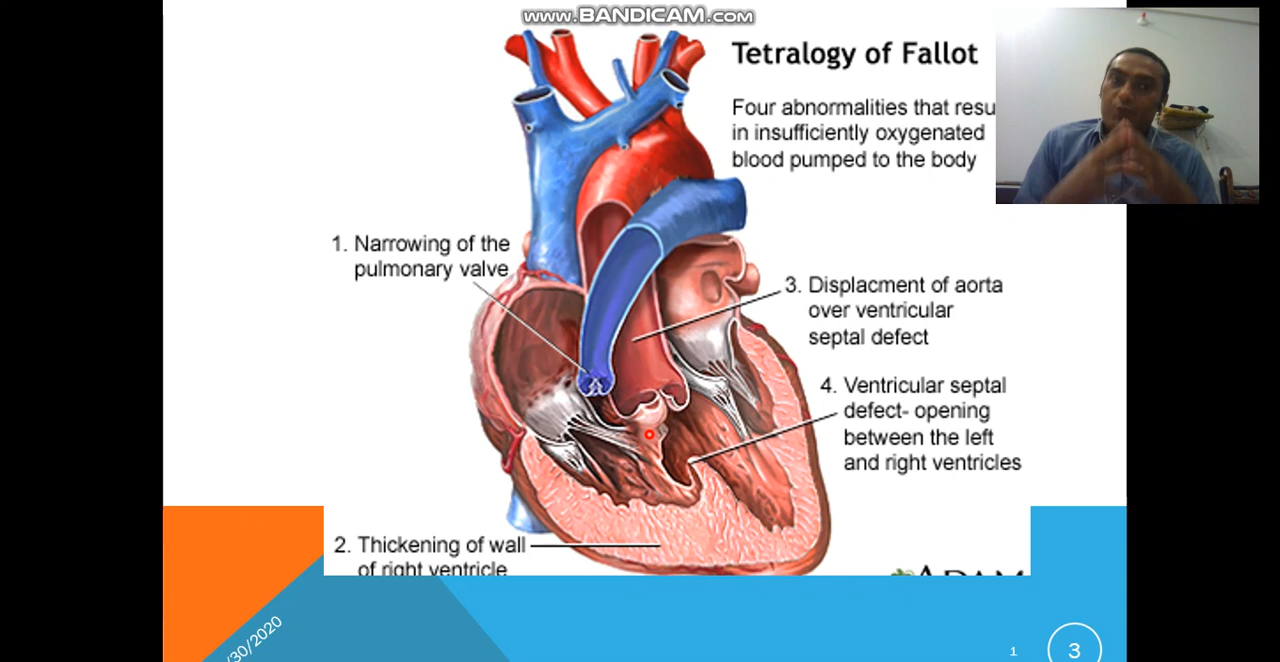 www.BANDICAM.com
Tetralogy of Fallot
Four abnormalities that resu
in insufficiently oxygenated
blood pumped to the body
1. Narrowing of the
pulmonary valve
3. Displacment of aorta
over ventricular
septal defect
4. Ventricular septal
defect- opening
between the left
and right ventricles
2. Thickening of wall
of right ventricle
/30/2020
1
3